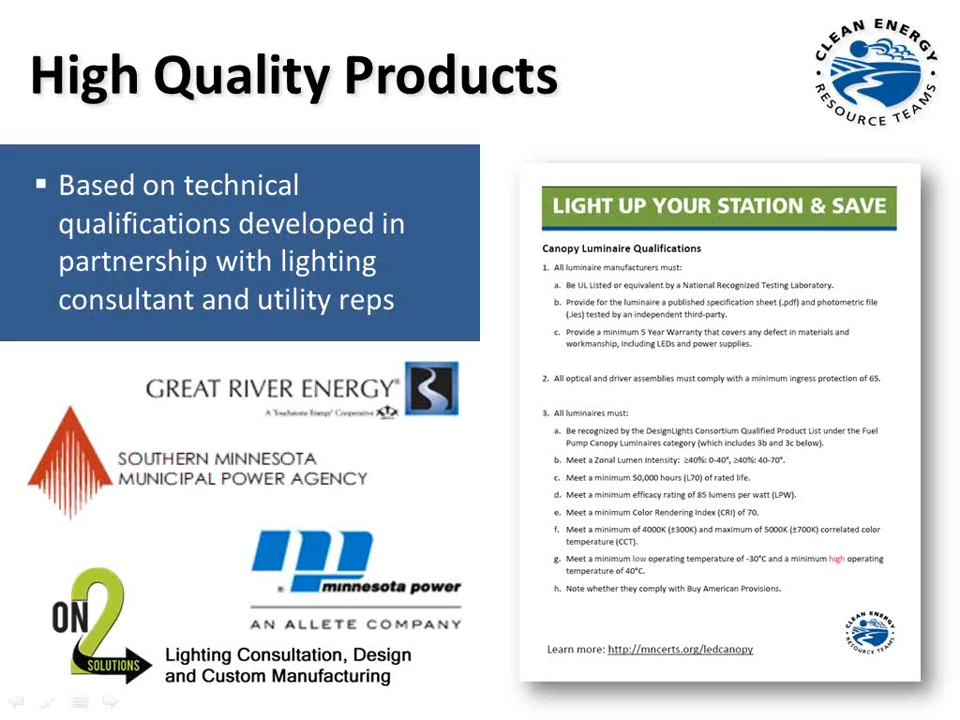 High Quality Products
CLEAN ENERGY
RESOURCE TEAMS
▪ Based on technical
qualifications developed in
partnership with lighting
consultant and utility reps
GREAT RIVER ENERGY®
A Touchstone Energy® Cooperative
SOUTHERN MINNESOTA
MUNICIPAL POWER AGENCY
mp
minnesota power
AN ALLETE COMPANY
ON 2
SOLUTIONS
Lighting Consultation, Design
and Custom Manufacturing
LIGHT UP YOUR STATION & SAVE
Canopy Luminaire Qualifications
1. All luminaire manufacturers must:
a. Be UL Listed or equivalent by a National Recognized Testing Laboratory.
b. Provide for the luminaire a published specification sheet (.pdf) and photometric file
(.ies) tested by an independent third-party.
c. Provide a minimum 5 Year Warranty that covers any defect in materials and
workmanship, including LEDs and power supplies.
2. All optical and driver assemblies must comply with a minimum ingress protection of 65.
3. All luminaires must:
a. Be recognized by the DesignLights Consortium Qualified Product List under the Fuel
Pump Canopy Luminaires category (which includes 3b and 3c below).
b. Meet a Zonal Lumen Intensity: ≥40%: 0-40°, ≥40%: 40-70°.
c. Meet a minimum 50,000 hours (L70) of rated life.
d. Meet a minimum efficacy rating of 85 lumens per watt (LPW).
e. Meet a minimum Color Rendering Index (CRI) of 70.
f. Meet a minimum of 4000K (±300K) and maximum of 5000K (±700K) correlated color
temperature (CCT).
g. Meet a minimum low operating temperature of -30°C and a minimum high operating
temperature of 40°C.
h. Note whether they comply with Buy American Provisions.
CLEAN ENERGY
RESOURCE TEAMS
Learn more: http://mncerts.org/ledcanopy